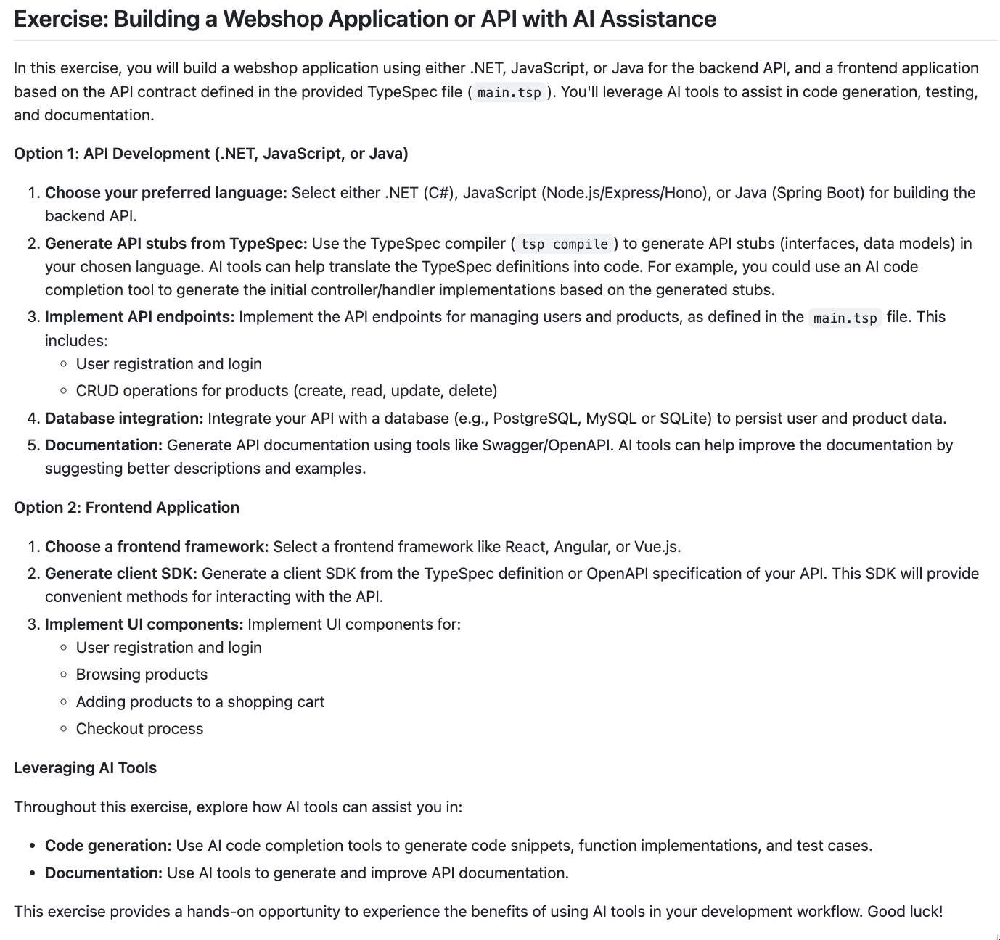 Exercise: Building a Webshop Application or API with AI Assistance
In this exercise, you will build a webshop application using either .NET, JavaScript, or Java for the backend API, and a frontend application
based on the API contract defined in the provided TypeSpec file ( main.tsp ). You'll leverage AI tools to assist in code generation, testing,
and documentation.
Option 1: API Development (.NET, JavaScript, or Java)
1. Choose your preferred language: Select either .NET (C#), JavaScript (Node.js/Express/Hono), or Java (Spring Boot) for building the
backend API.
2. Generate API stubs from TypeSpec: Use the TypeSpec compiler ( tsp compile ) to generate API stubs (interfaces, data models) in
your chosen language. AI tools can help translate the TypeSpec definitions into code. For example, you could use an AI code
completion tool to generate the initial controller/handler implementations based on the generated stubs.
3. Implement API endpoints: Implement the API endpoints for managing users and products, as defined in the main.tsp file. This
includes:
◦ User registration and login
◦ CRUD operations for products (create, read, update, delete)
4. Database integration: Integrate your API with a database (e.g., PostgreSQL, MySQL or SQLite) to persist user and product data.
5. Documentation: Generate API documentation using tools like Swagger/OpenAPI. AI tools can help improve the documentation by
suggesting better descriptions and examples.
Option 2: Frontend Application
1. Choose a frontend framework: Select a frontend framework like React, Angular, or Vue.js.
2. Generate client SDK: Generate a client SDK from the TypeSpec definition or OpenAPI specification of your API. This SDK will provide
convenient methods for interacting with the API.
3. Implement UI components: Implement UI components for:
◦ User registration and login
◦ Browsing products
◦ Adding products to a shopping cart
◦ Checkout process
Leveraging AI Tools
Throughout this exercise, explore how AI tools can assist you in:
• Code generation: Use AI code completion tools to generate code snippets, function implementations, and test cases.
• Documentation: Use AI tools to generate and improve API documentation.
This exercise provides a hands-on opportunity to experience the benefits of using AI tools in your development workflow. Good luck!